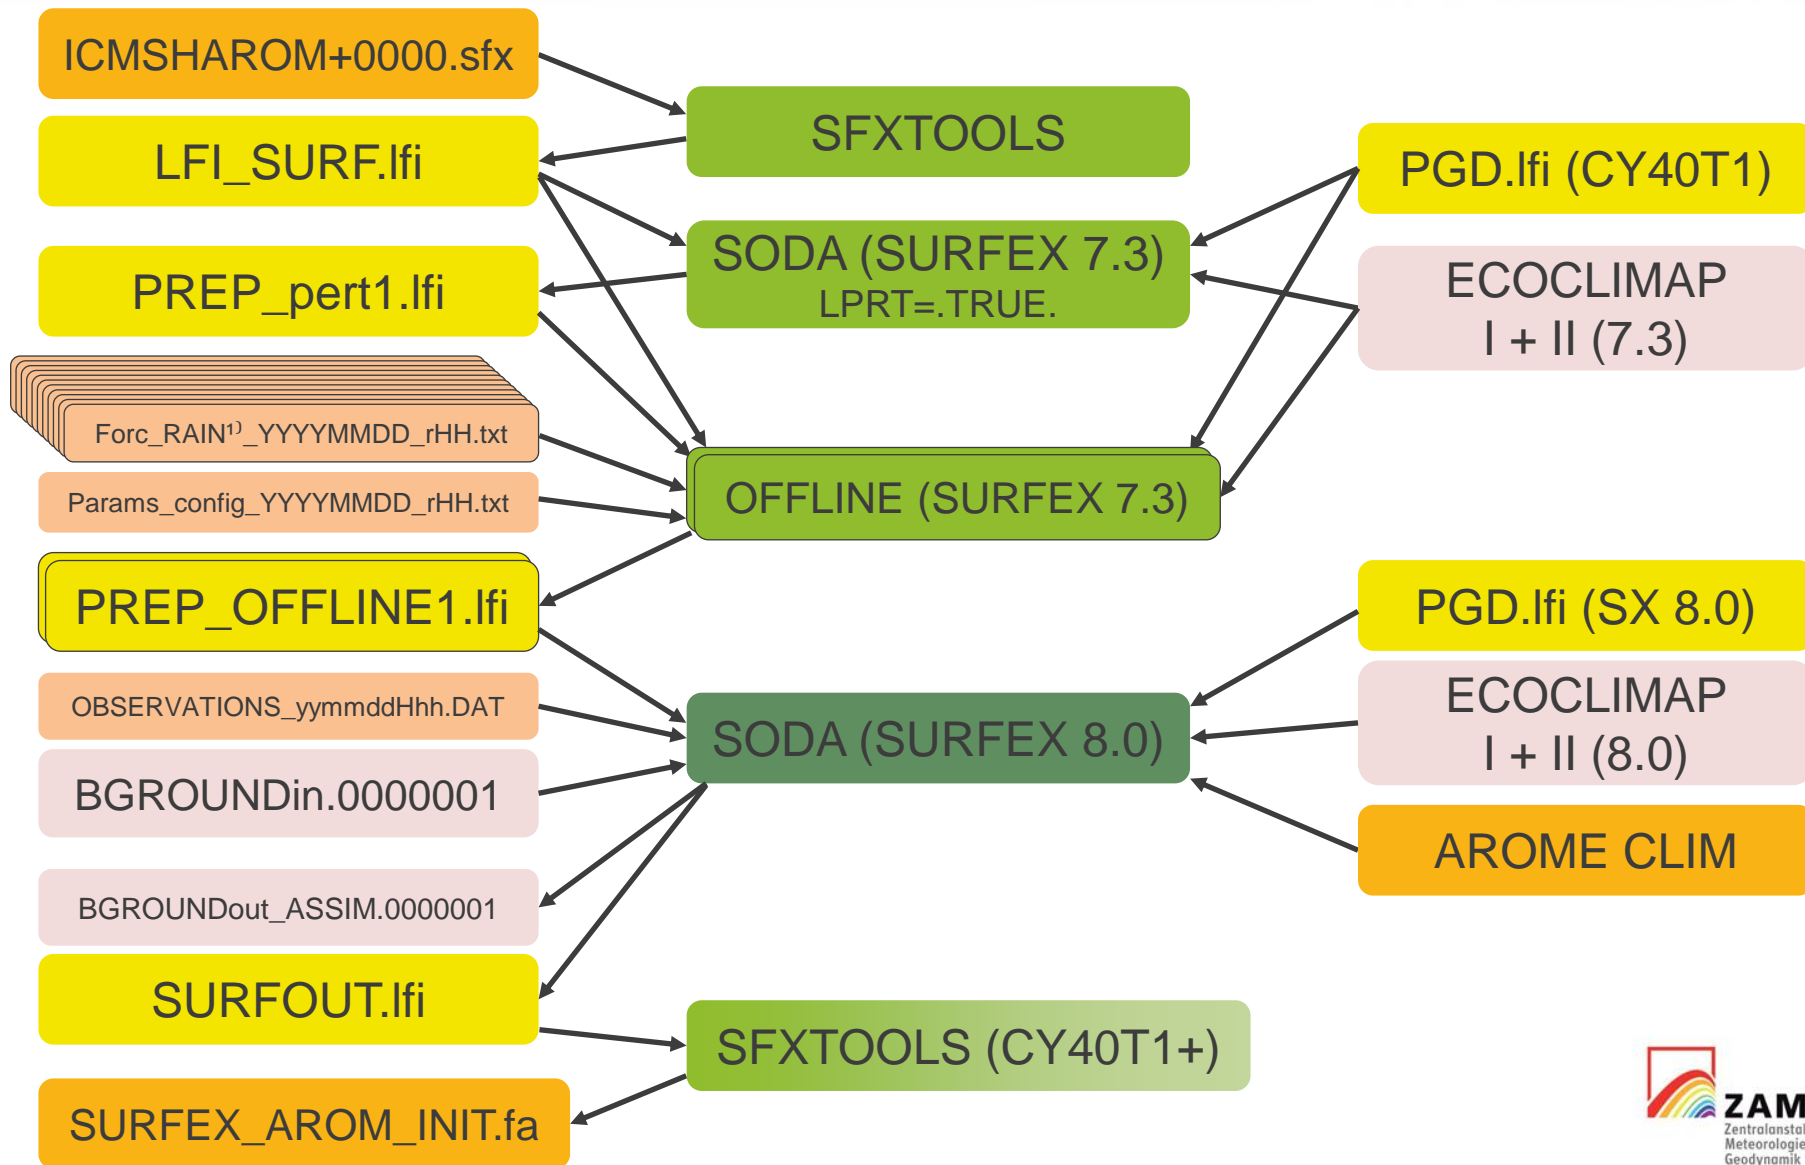 ICMSHAROM+0000.sfx
LFI_SURF.lfi
PREP_pert1.lfi
Forc_RAIN¹⁾_YYYYMMDD_rHH.txt
Params_config_YYYYMMDD_rHH.txt
PREP_OFFLINE1.lfi
OBSERVATIONS_yymmddHhh.DAT
BGROUNDin.0000001
BGROUNDout_ASSIM.0000001
SURFOUT.lfi
SURFEX_AROM_INIT.fa
SFXTOOLS
SODA (SURFEX 7.3)
LPRT=.TRUE.
OFFLINE (SURFEX 7.3)
SODA (SURFEX 8.0)
SFXTOOLS (CY40T1+)
PGD.lfi (CY40T1)
ECOCLIMAP
I + II (7.3)
PGD.lfi (SX 8.0)
ECOCLIMAP
I + II (8.0)
AROME CLIM
ZAM
Zentralanstal
Meteorologie
Geodynamik